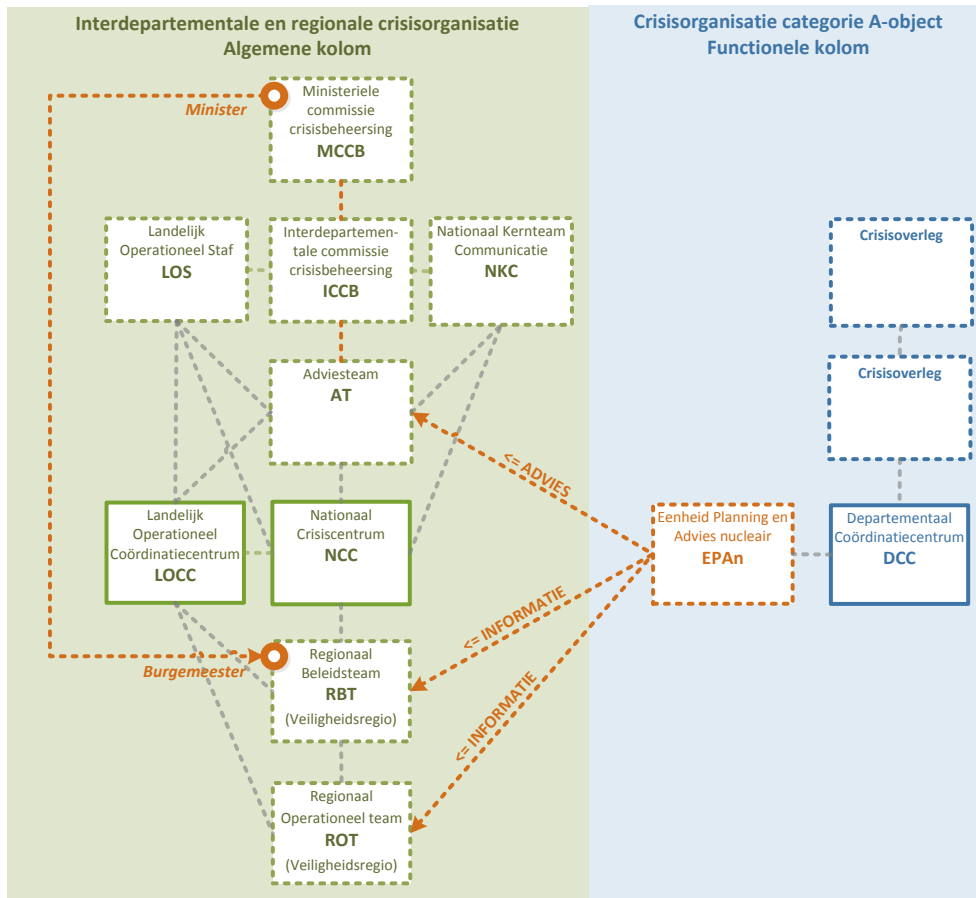 Interdepartementale en regionale crisisorganisatie
Algemene kolom
Crisisorganisatie categorie A-object
Functionele kolom
Ministeriele
commissie
crisisbeheersing
MCCB
Minister
Landelijk
Operationeel Staf
LOS
Interdepartemen-
tale commissie
crisisbeheersing
ICCB
Nationaal Kernteam
Communicatie
NKC
Crisisoverleg
Adviesteam
AT
Crisisoverleg
<= ADVIES
Landelijk
Operationeel
Coördinatiecentrum
LOCC
Nationaal
Crisiscentrum
NCC
Eenheid Planning en
Advies nucleair
EPAn
Departementaal
Coördinatiecentrum
DCC
<= INFORMATIE
Burgemeester
Regionaal
Beleidsteam
RBT
(Veiligheidsregio)
<= INFORMATIE
Regionaal
Operationeel team
ROT
(Veiligheidsregio)